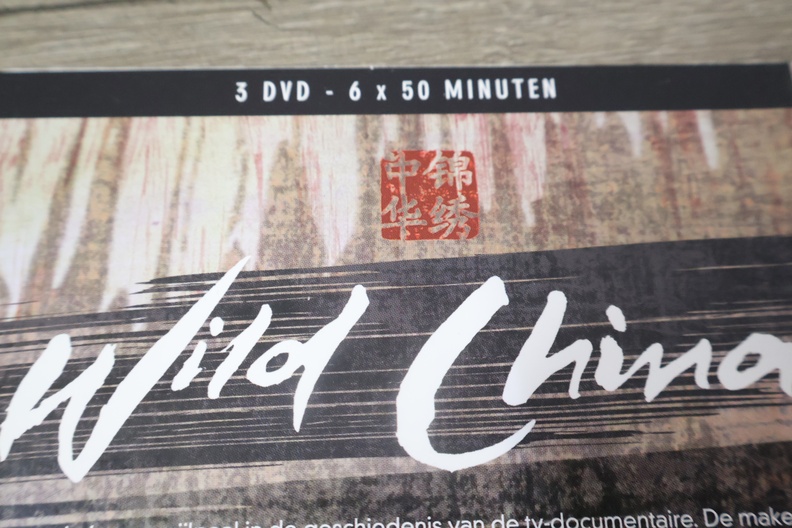 3 DVD - 6 x 50 MINUTEN
锦绣
中华
Wild China
in de geschiedenis van de tv-documentaire. De make